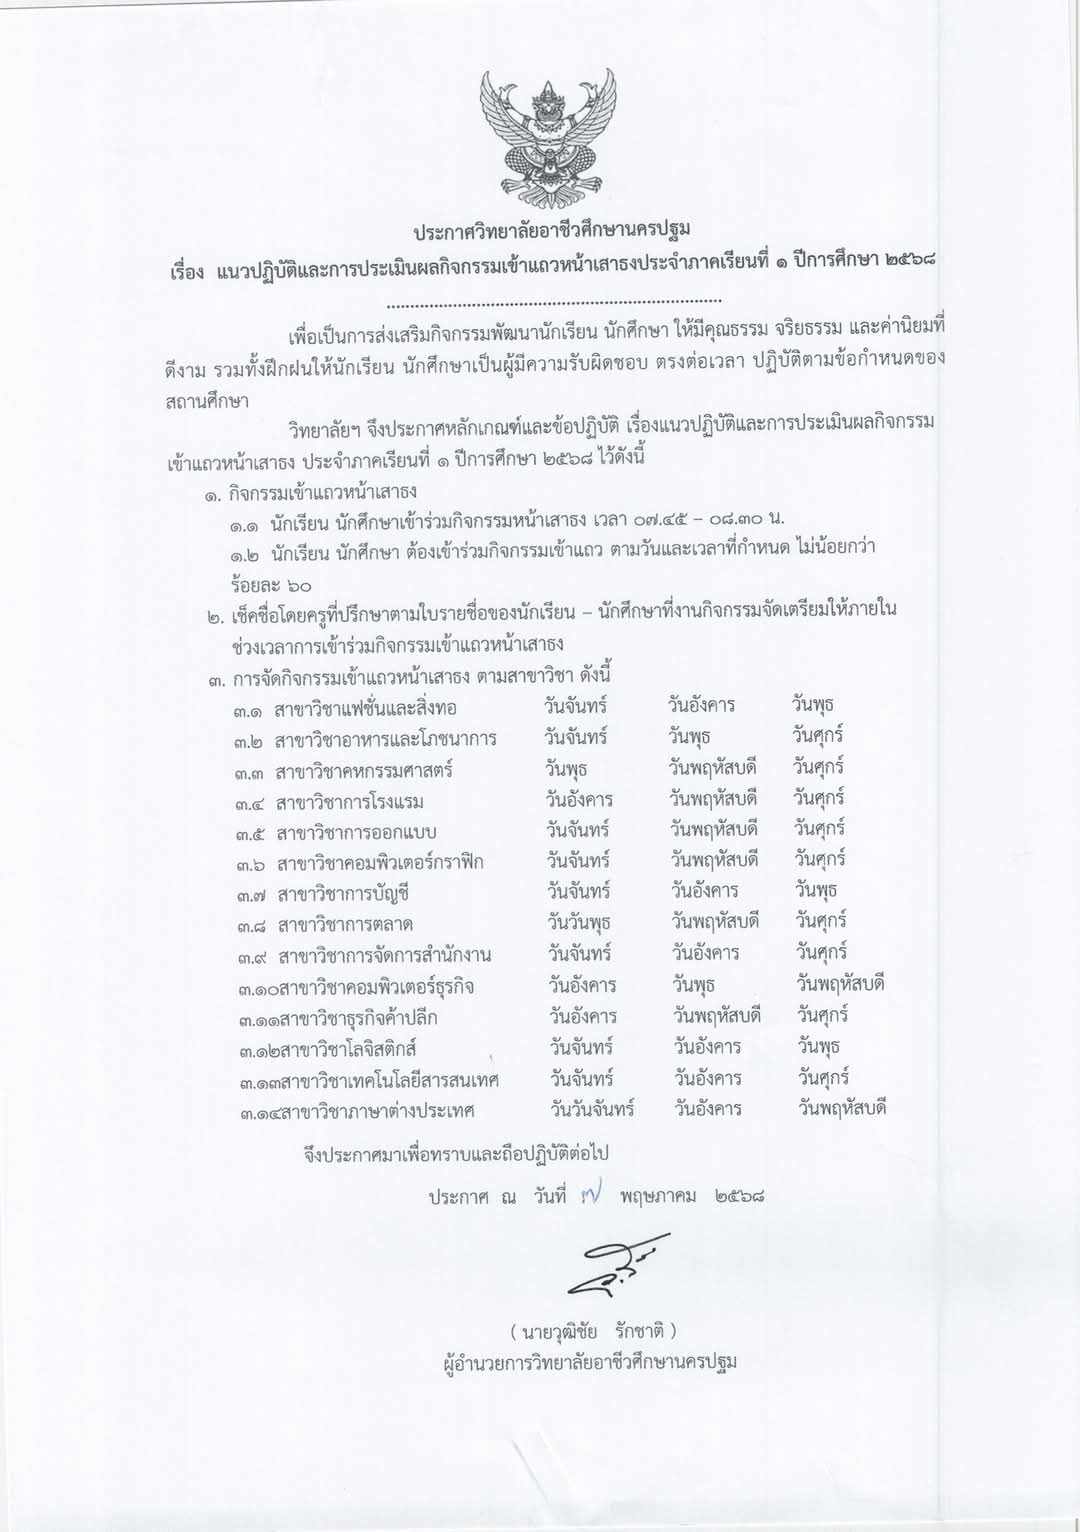 ประกาศวิทยาลัยอาชีวศึกษานครปฐม
เรื่อง แนวปฏิบัติและการประเมินผลกิจกรรมเข้าแถวหน้าเสาธงประจำภาคเรียนที่ ๑ ปีการศึกษา ๒๕๖๘
เพื่อเป็นการส่งเสริมกิจกรรมพัฒนานักเรียน นักศึกษา ให้มีคุณธรรม จริยธรรม และค่านิยมที่
ดีงาม รวมทั้งฝึกฝนให้นักเรียน นักศึกษาเป็นผู้มีความรับผิดชอบ ตรงต่อเวลา ปฏิบัติตามข้อกำหนดของ
สถานศึกษา
วิทยาลัยฯ จึงประกาศหลักเกณฑ์และข้อปฏิบัติ เรื่องแนวปฏิบัติและการประเมินผลกิจกรรม
เข้าแถวหน้าเสาธง ประจำภาคเรียนที่ ๑ ปีการศึกษา ๒๕๖๘ ไว้ดังนี้
๑. กิจกรรมเข้าแถวหน้าเสาธง
๑.๑ นักเรียน นักศึกษาเข้าร่วมกิจกรรมหน้าเสาธง เวลา ๐๗.๔๕ – ๐๘.๓๐ น.
๑.๒ นักเรียน นักศึกษา ต้องเข้าร่วมกิจกรรมเข้าแถว ตามวันและเวลาที่กำหนด ไม่น้อยกว่า
ร้อยละ ๖๐
๒. เช็คชื่อโดยครูที่ปรึกษาตามใบรายชื่อของนักเรียน – นักศึกษาที่งานกิจกรรมจัดเตรียมให้ภายใน
ช่วงเวลาการเข้าร่วมกิจกรรมเข้าแถวหน้าเสาธง
๓. การจัดกิจกรรมเข้าแถวหน้าเสาธง ตามสาขาวิชา ดังนี้
๓.๑ สาขาวิชาแฟชั่นและสิ่งทอ วันจันทร์ วันอังคาร วันพุธ
๓.๒ สาขาวิชาอาหารและโภชนาการ วันจันทร์ วันพุธ วันศุกร์
๓.๓ สาขาวิชาคหกรรมศาสตร์ วันพุธ วันพฤหัสบดี วันศุกร์
๓.๔ สาขาวิชาการโรงแรม วันอังคาร วันพฤหัสบดี วันศุกร์
๓.๕ สาขาวิชาการออกแบบ วันจันทร์ วันพฤหัสบดี วันศุกร์
๓.๖ สาขาวิชาคอมพิวเตอร์กราฟิก วันจันทร์ วันพฤหัสบดี วันศุกร์
๓.๗ สาขาวิชาการบัญชี วันจันทร์ วันอังคาร วันพุธ
๓.๘ สาขาวิชาการตลาด วันวันพุธ วันพฤหัสบดี วันศุกร์
๓.๙ สาขาวิชาการจัดการสำนักงาน วันจันทร์ วันอังคาร วันศุกร์
๓.๑๐สาขาวิชาคอมพิวเตอร์ธุรกิจ วันอังคาร วันพุธ วันพฤหัสบดี
๓.๑๑สาขาวิชาธุรกิจค้าปลีก วันอังคาร วันพฤหัสบดี วันศุกร์
๓.๑๒สาขาวิชาโลจิสติกส์ วันจันทร์ วันอังคาร วันพุธ
๓.๑๓สาขาวิชาเทคโนโลยีสารสนเทศ วันจันทร์ วันอังคาร วันศุกร์
๓.๑๔สาขาวิชาภาษาต่างประเทศ วันวันจันทร์ วันอังคาร วันพฤหัสบดี
จึงประกาศมาเพื่อทราบและถือปฏิบัติต่อไป
ประกาศ ณ วันที่ ๗ พฤษภาคม ๒๕๖๘
( นายวุฒิชัย รักชาติ )
ผู้อำนวยการวิทยาลัยอาชีวศึกษานครปฐม